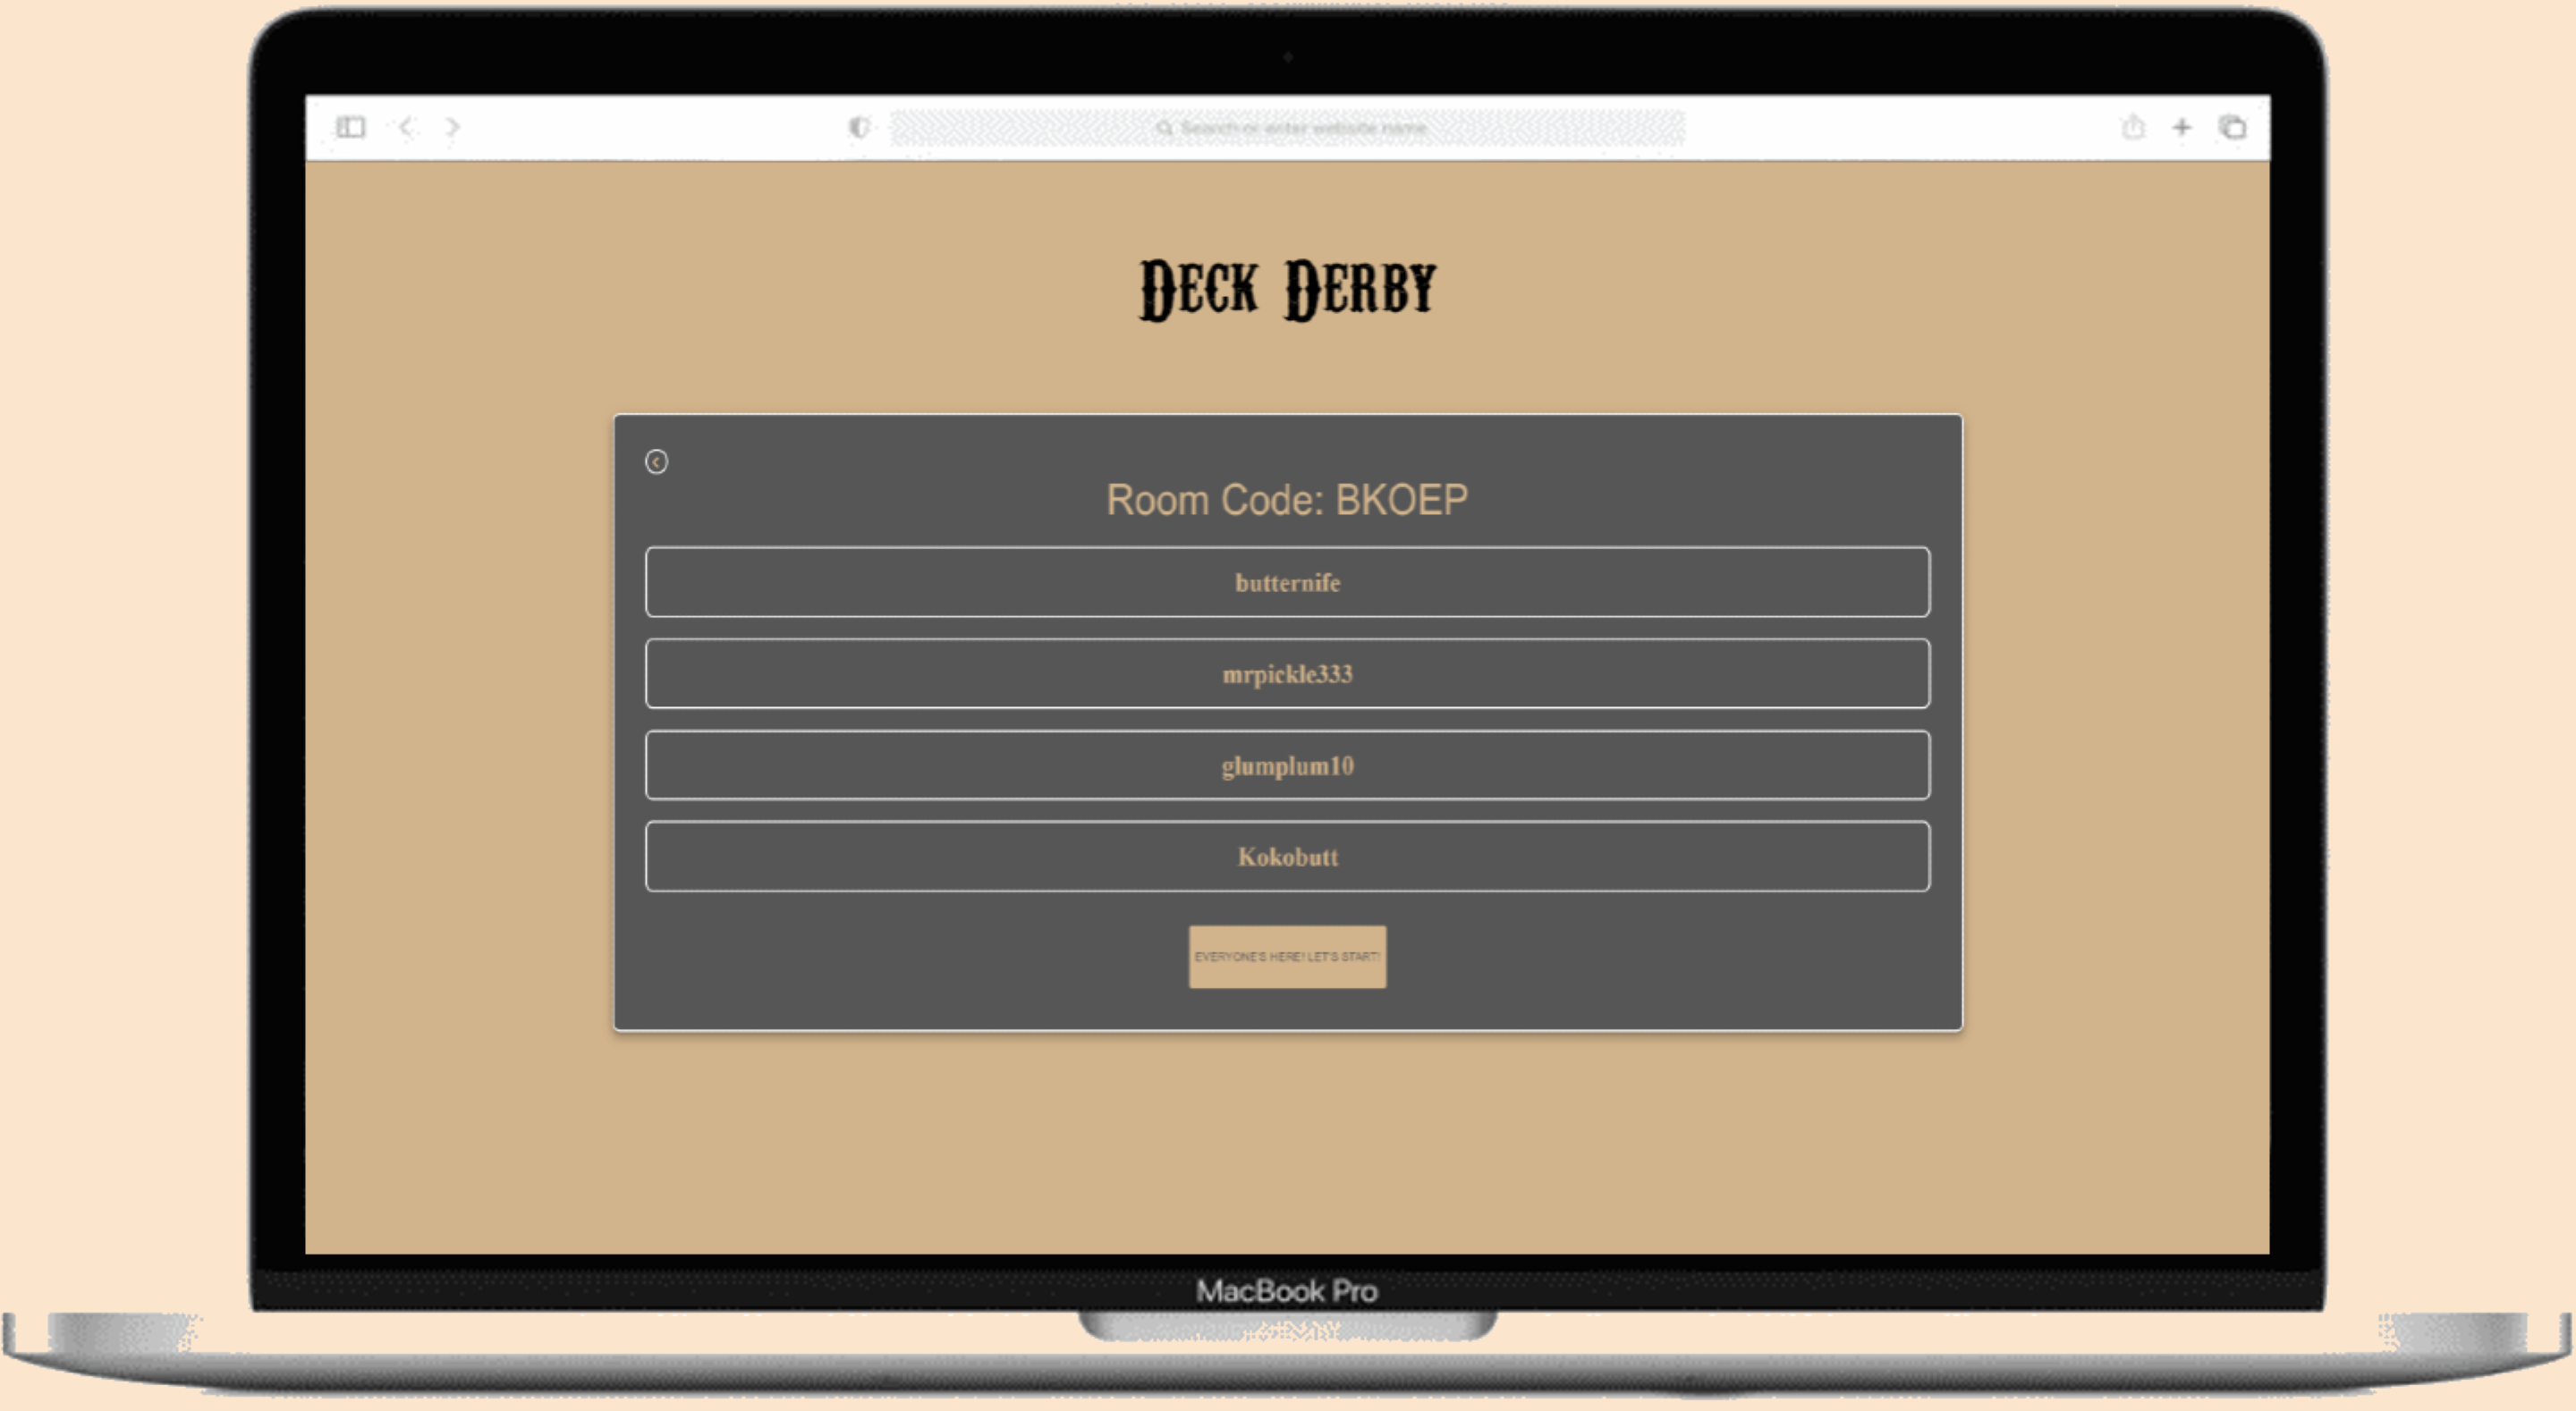 Search or enter website name
DECK DERBY
Room Code: BKOEP
butternife
mrpickle333
glumplum10
Kokobutt
EVERYONE'S HERE! LET'S START!
MacBook Pro